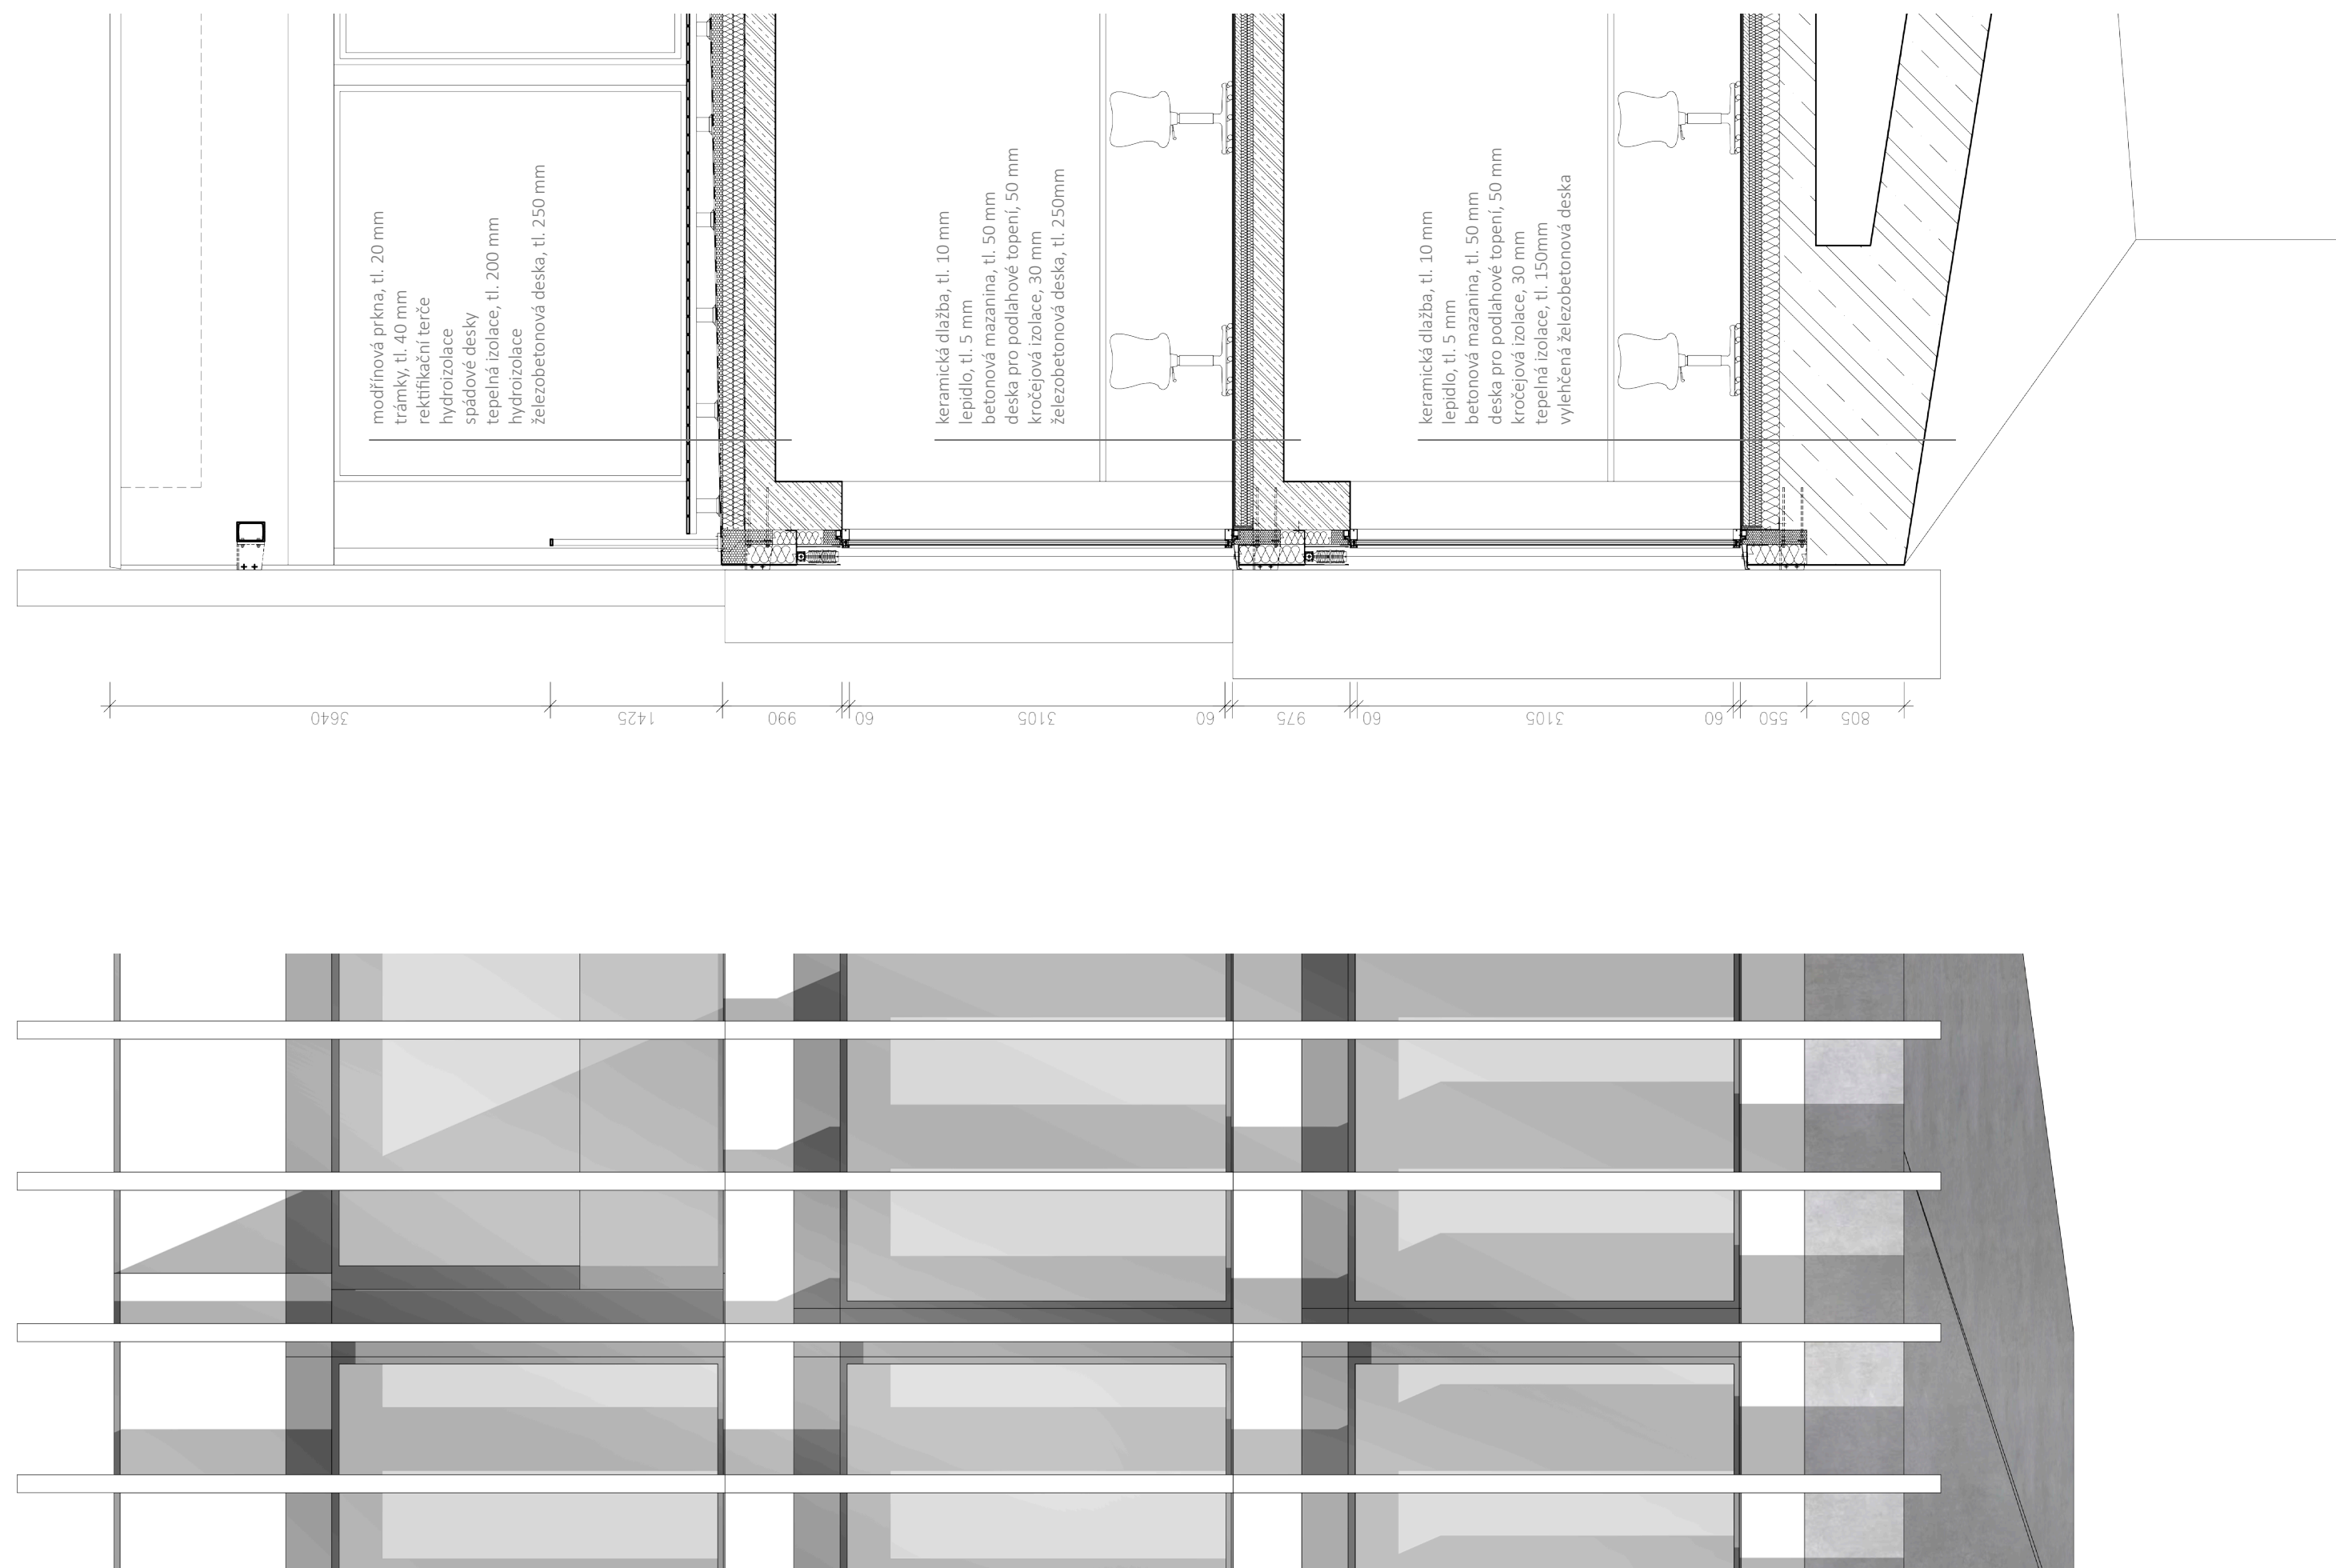 modřínová prkna, tl. 20 mm
trámky, tl. 40 mm
rektifikační terče
hydroizolace
spádové desky
tepelná izolace, tl. 200 mm
hydroizolace
železobetonová deska, tl. 250 mm
keramická dlažba, tl. 10 mm
lepidlo, tl. 5 mm
betonová mazanina, tl. 50 mm
deska pro podlahové topení, 50 mm
kročejová izolace, 30 mm
železobetonová deska, tl. 250mm
keramická dlažba, tl. 10 mm
lepidlo, tl. 5 mm
betonová mazanina, tl. 50 mm
deska pro podlahové topení, 50 mm
kročejová izolace, 30 mm
tepelná izolace, tl. 150mm
vylehčená železobetonová deska
3640
1425
990
60
3105
60
975
60
3105
60
550
805